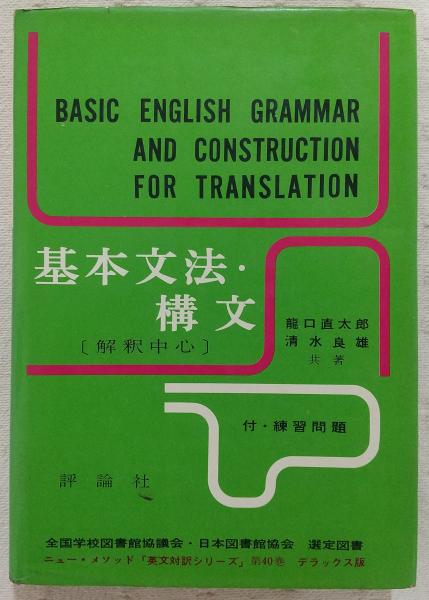 BASIC ENGLISH GRAMMAR
AND CONSTRUCTION
FOR TRANSLATION
基本文法・
構文
〔解釈中心〕
龍口直太郎
清水良雄
共著
付・練習問題
評論社
全国学校図書館協議会・日本図書館協会 選定図書
ニュー・メソッド「英文対訳シリーズ」第40巻 デラックス版